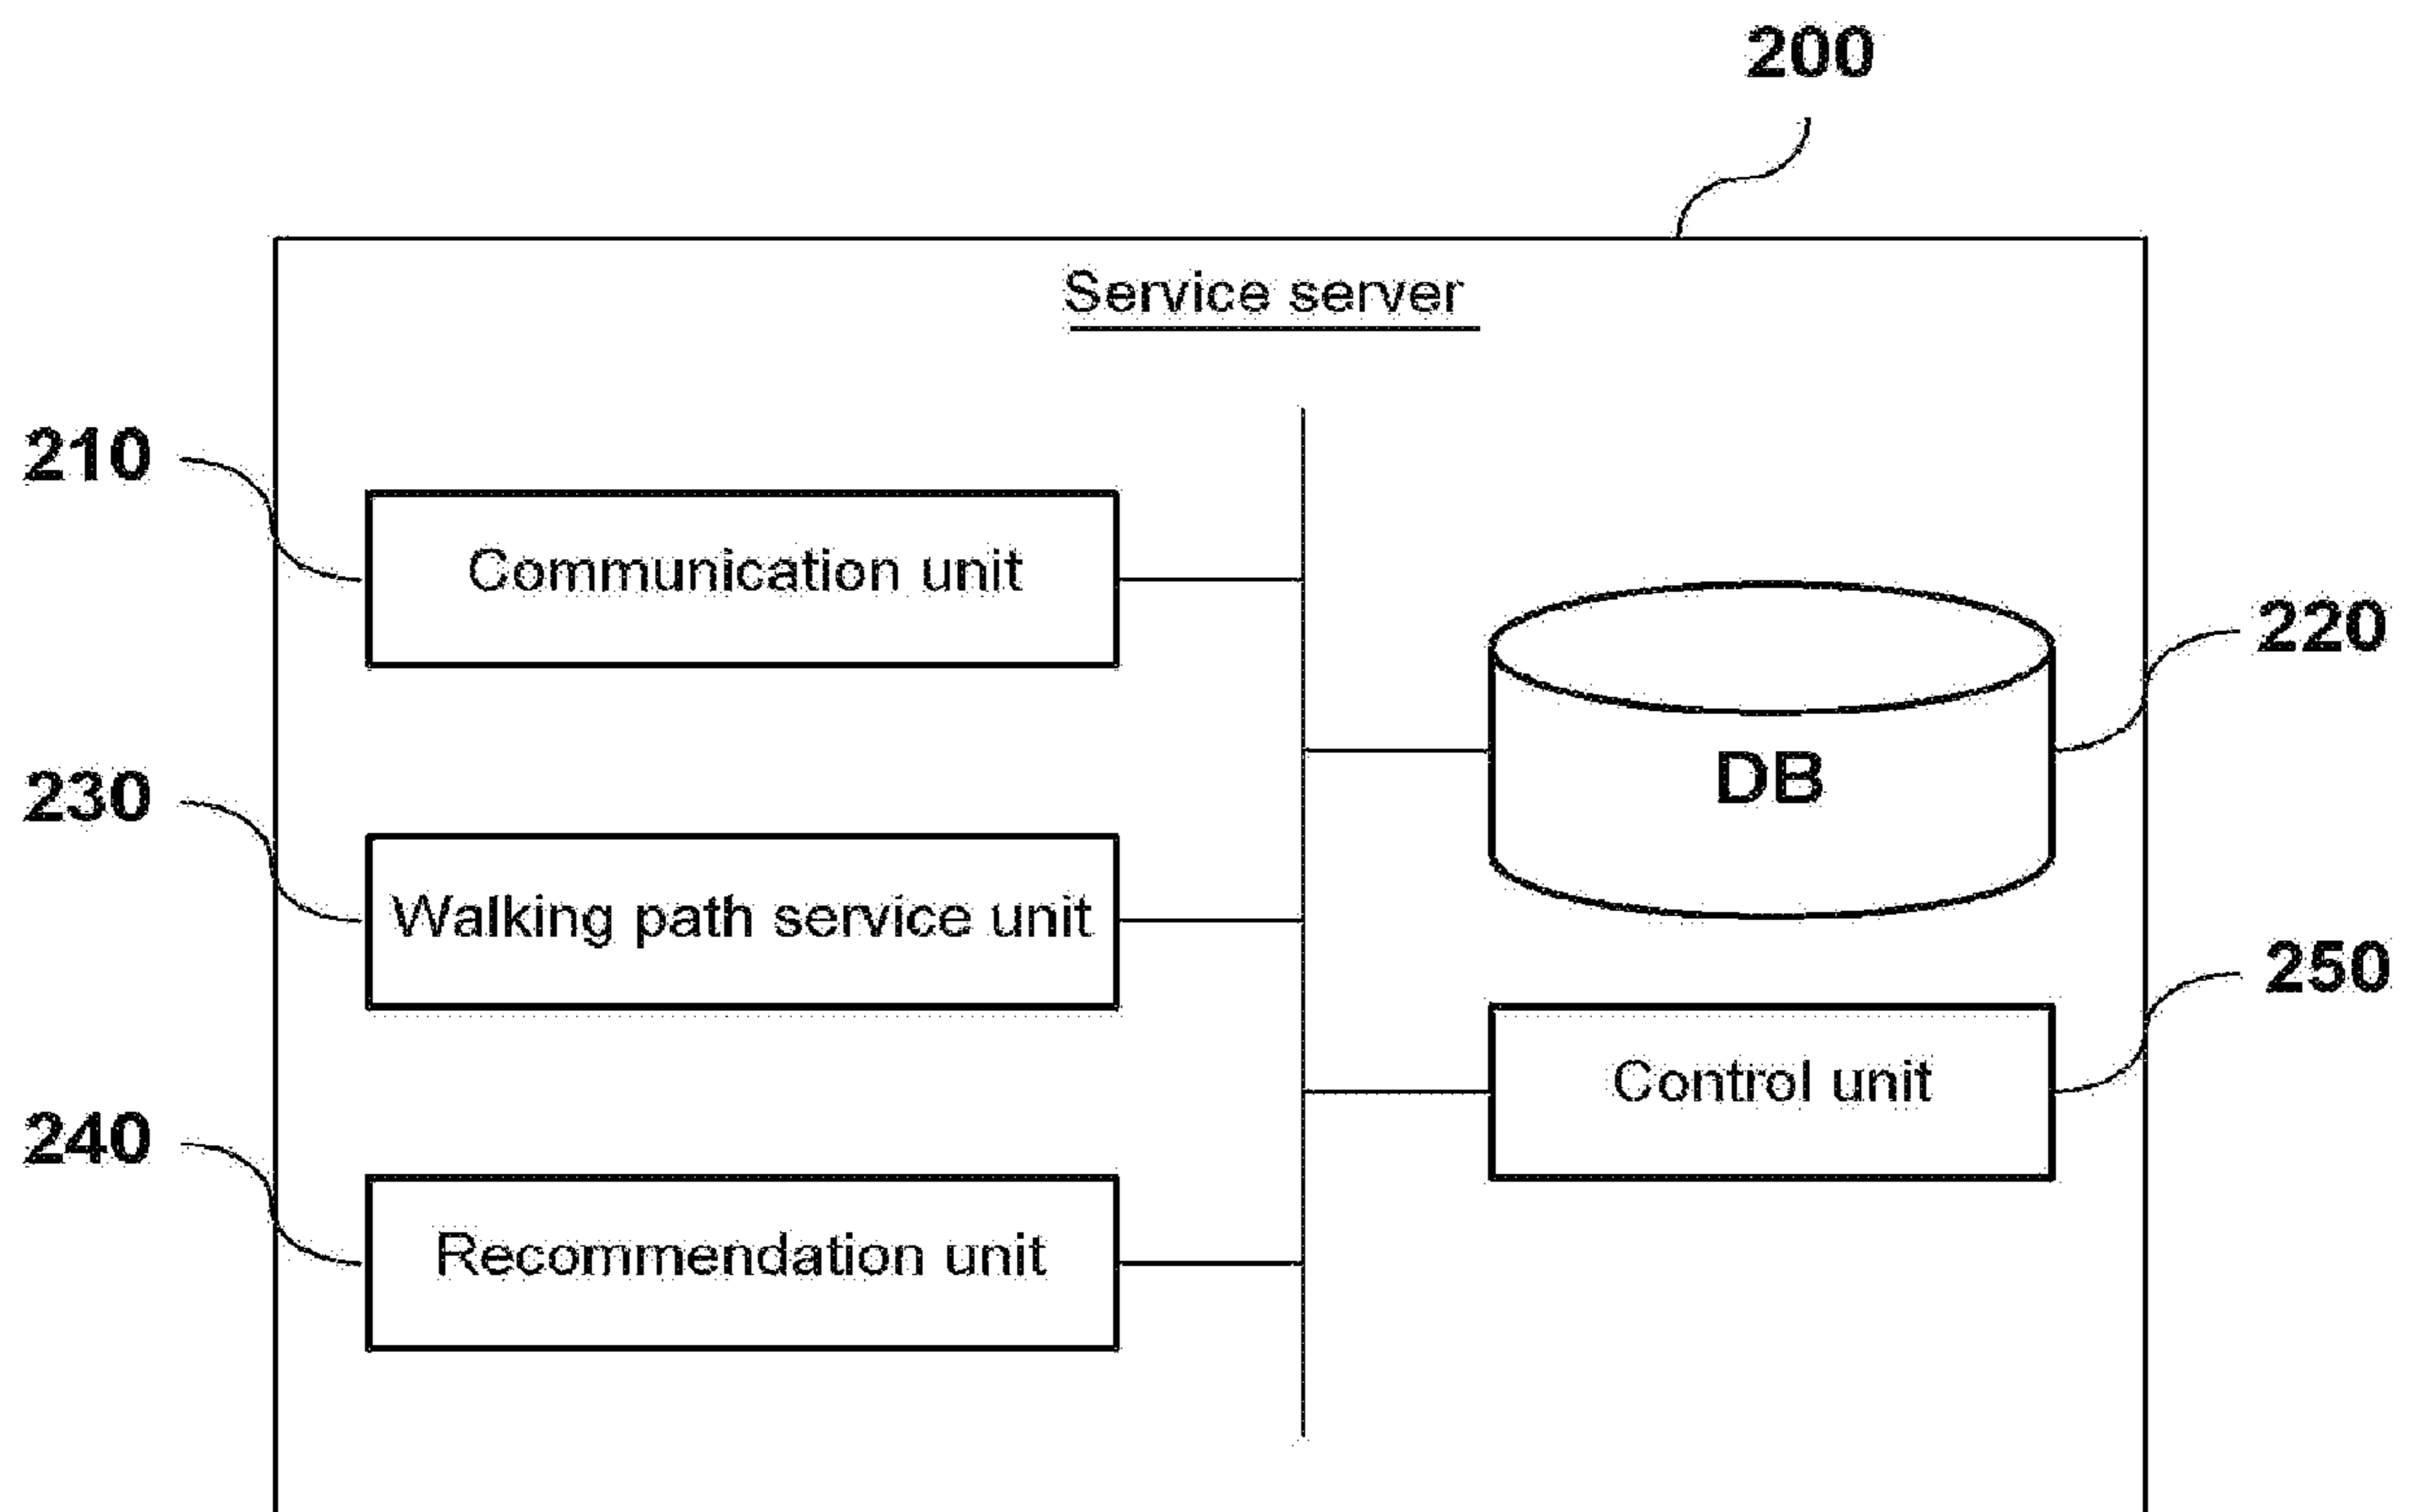 200
Service server
210
Communication unit
220
DB
230
Walking path service unit
250
Control unit
240
Recommendation unit